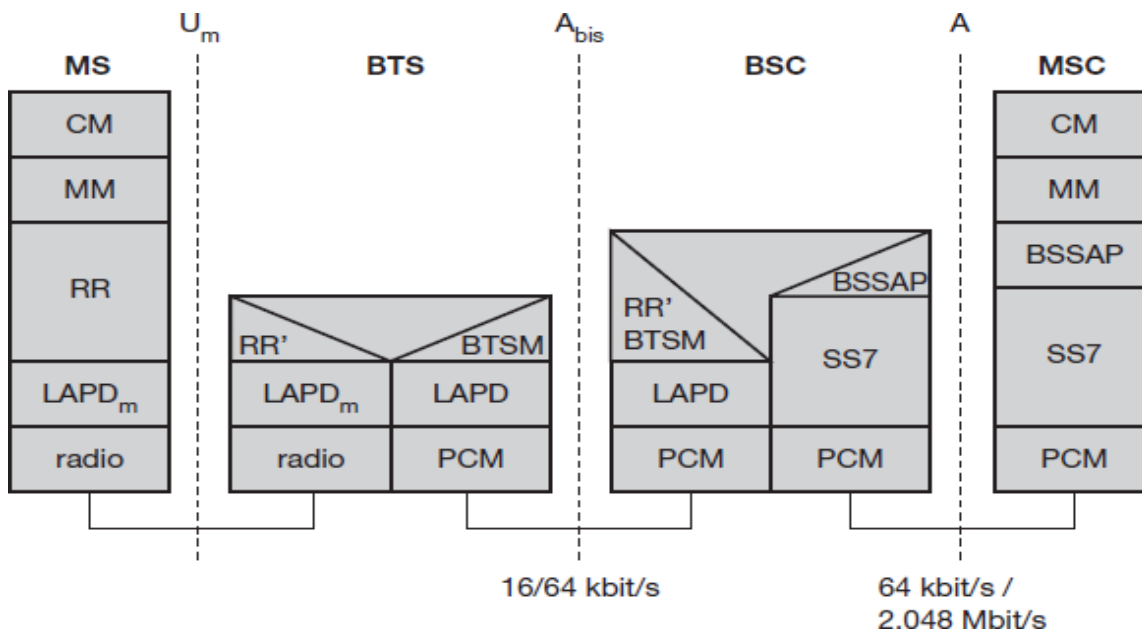 Um Abis A
MS BTS BSC MSC
CM CM
MM MM
RR BSSAP BSSAP
RR' BTSM RR'
BTSM SS7 SS7
LAPDm LAPDm LAPD LAPD
radio radio PCM PCM PCM PCM
16/64 kbit/s 64 kbit/s /
2.048 Mbit/s